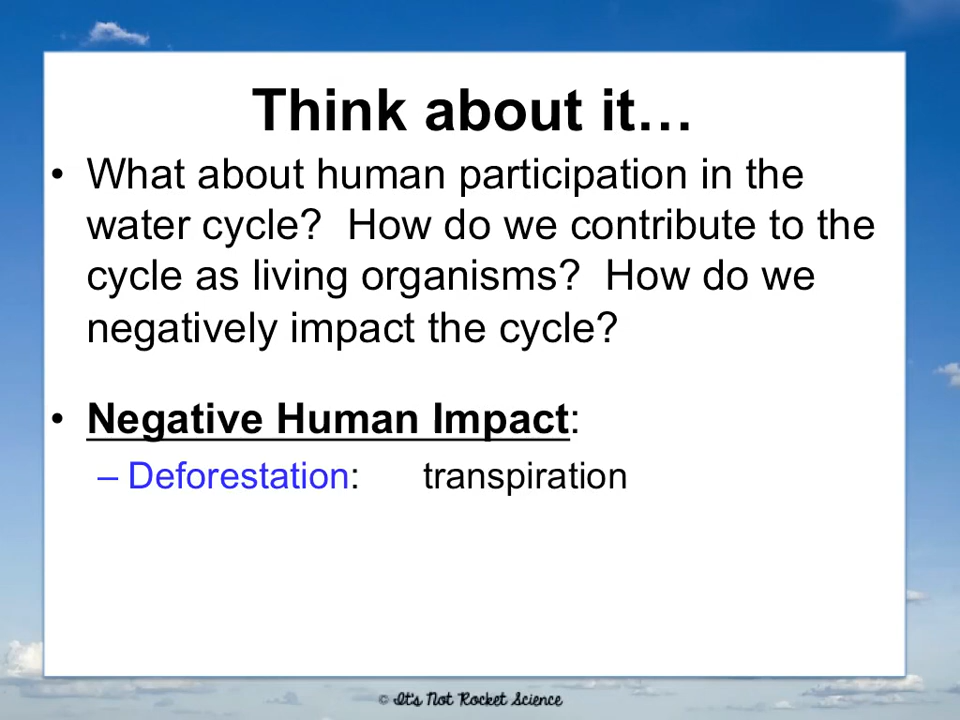 Think about it…
• What about human participation in the
water cycle?  How do we contribute to the
cycle as living organisms?  How do we
negatively impact the cycle?
• Negative Human Impact:
– Deforestation: transpiration
© It's Not Rocket Science